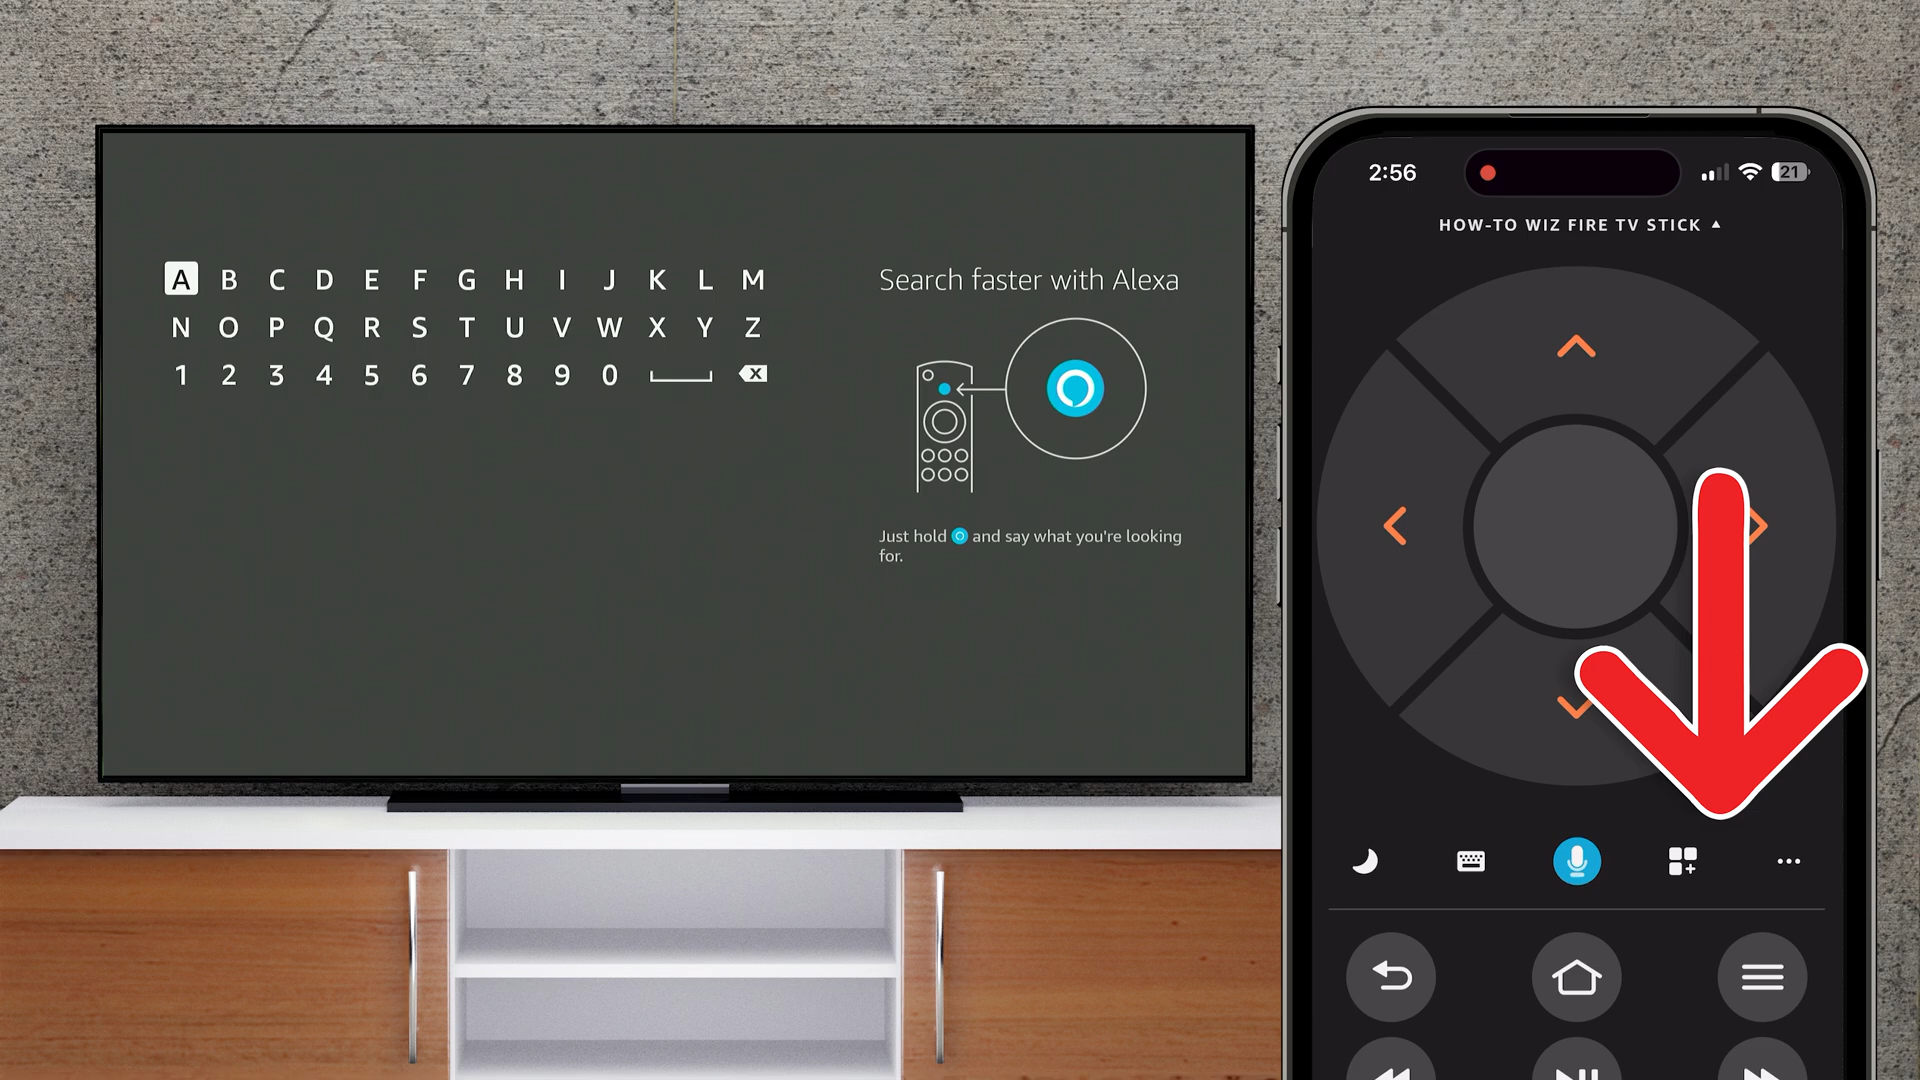 A B C D E F G H I J K L M
N O P Q R S T U V W X Y Z
1 2 3 4 5 6 7 8 9 0
Search faster with Alexa
Just hold and say what you're looking
for.
2:56
21
HOW-TO WIZ FIRE TV STICK